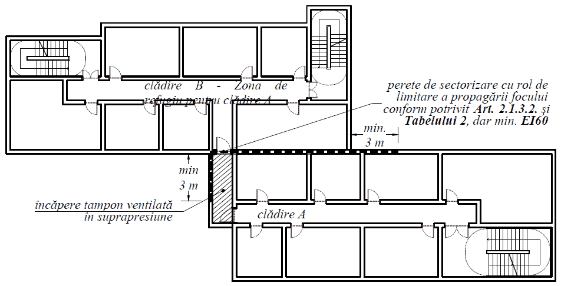 clădire B - Zona de
refugiu pentru clădire A
perete de sectorizare cu rol de
limitare a propagării focului
conform potrivit Art. 2.1.3.2. și
Tabelului 2, dar min. EI60
min.
3 m
min
3 m
încăpere tampon ventilată
în suprapresiune
clădire A